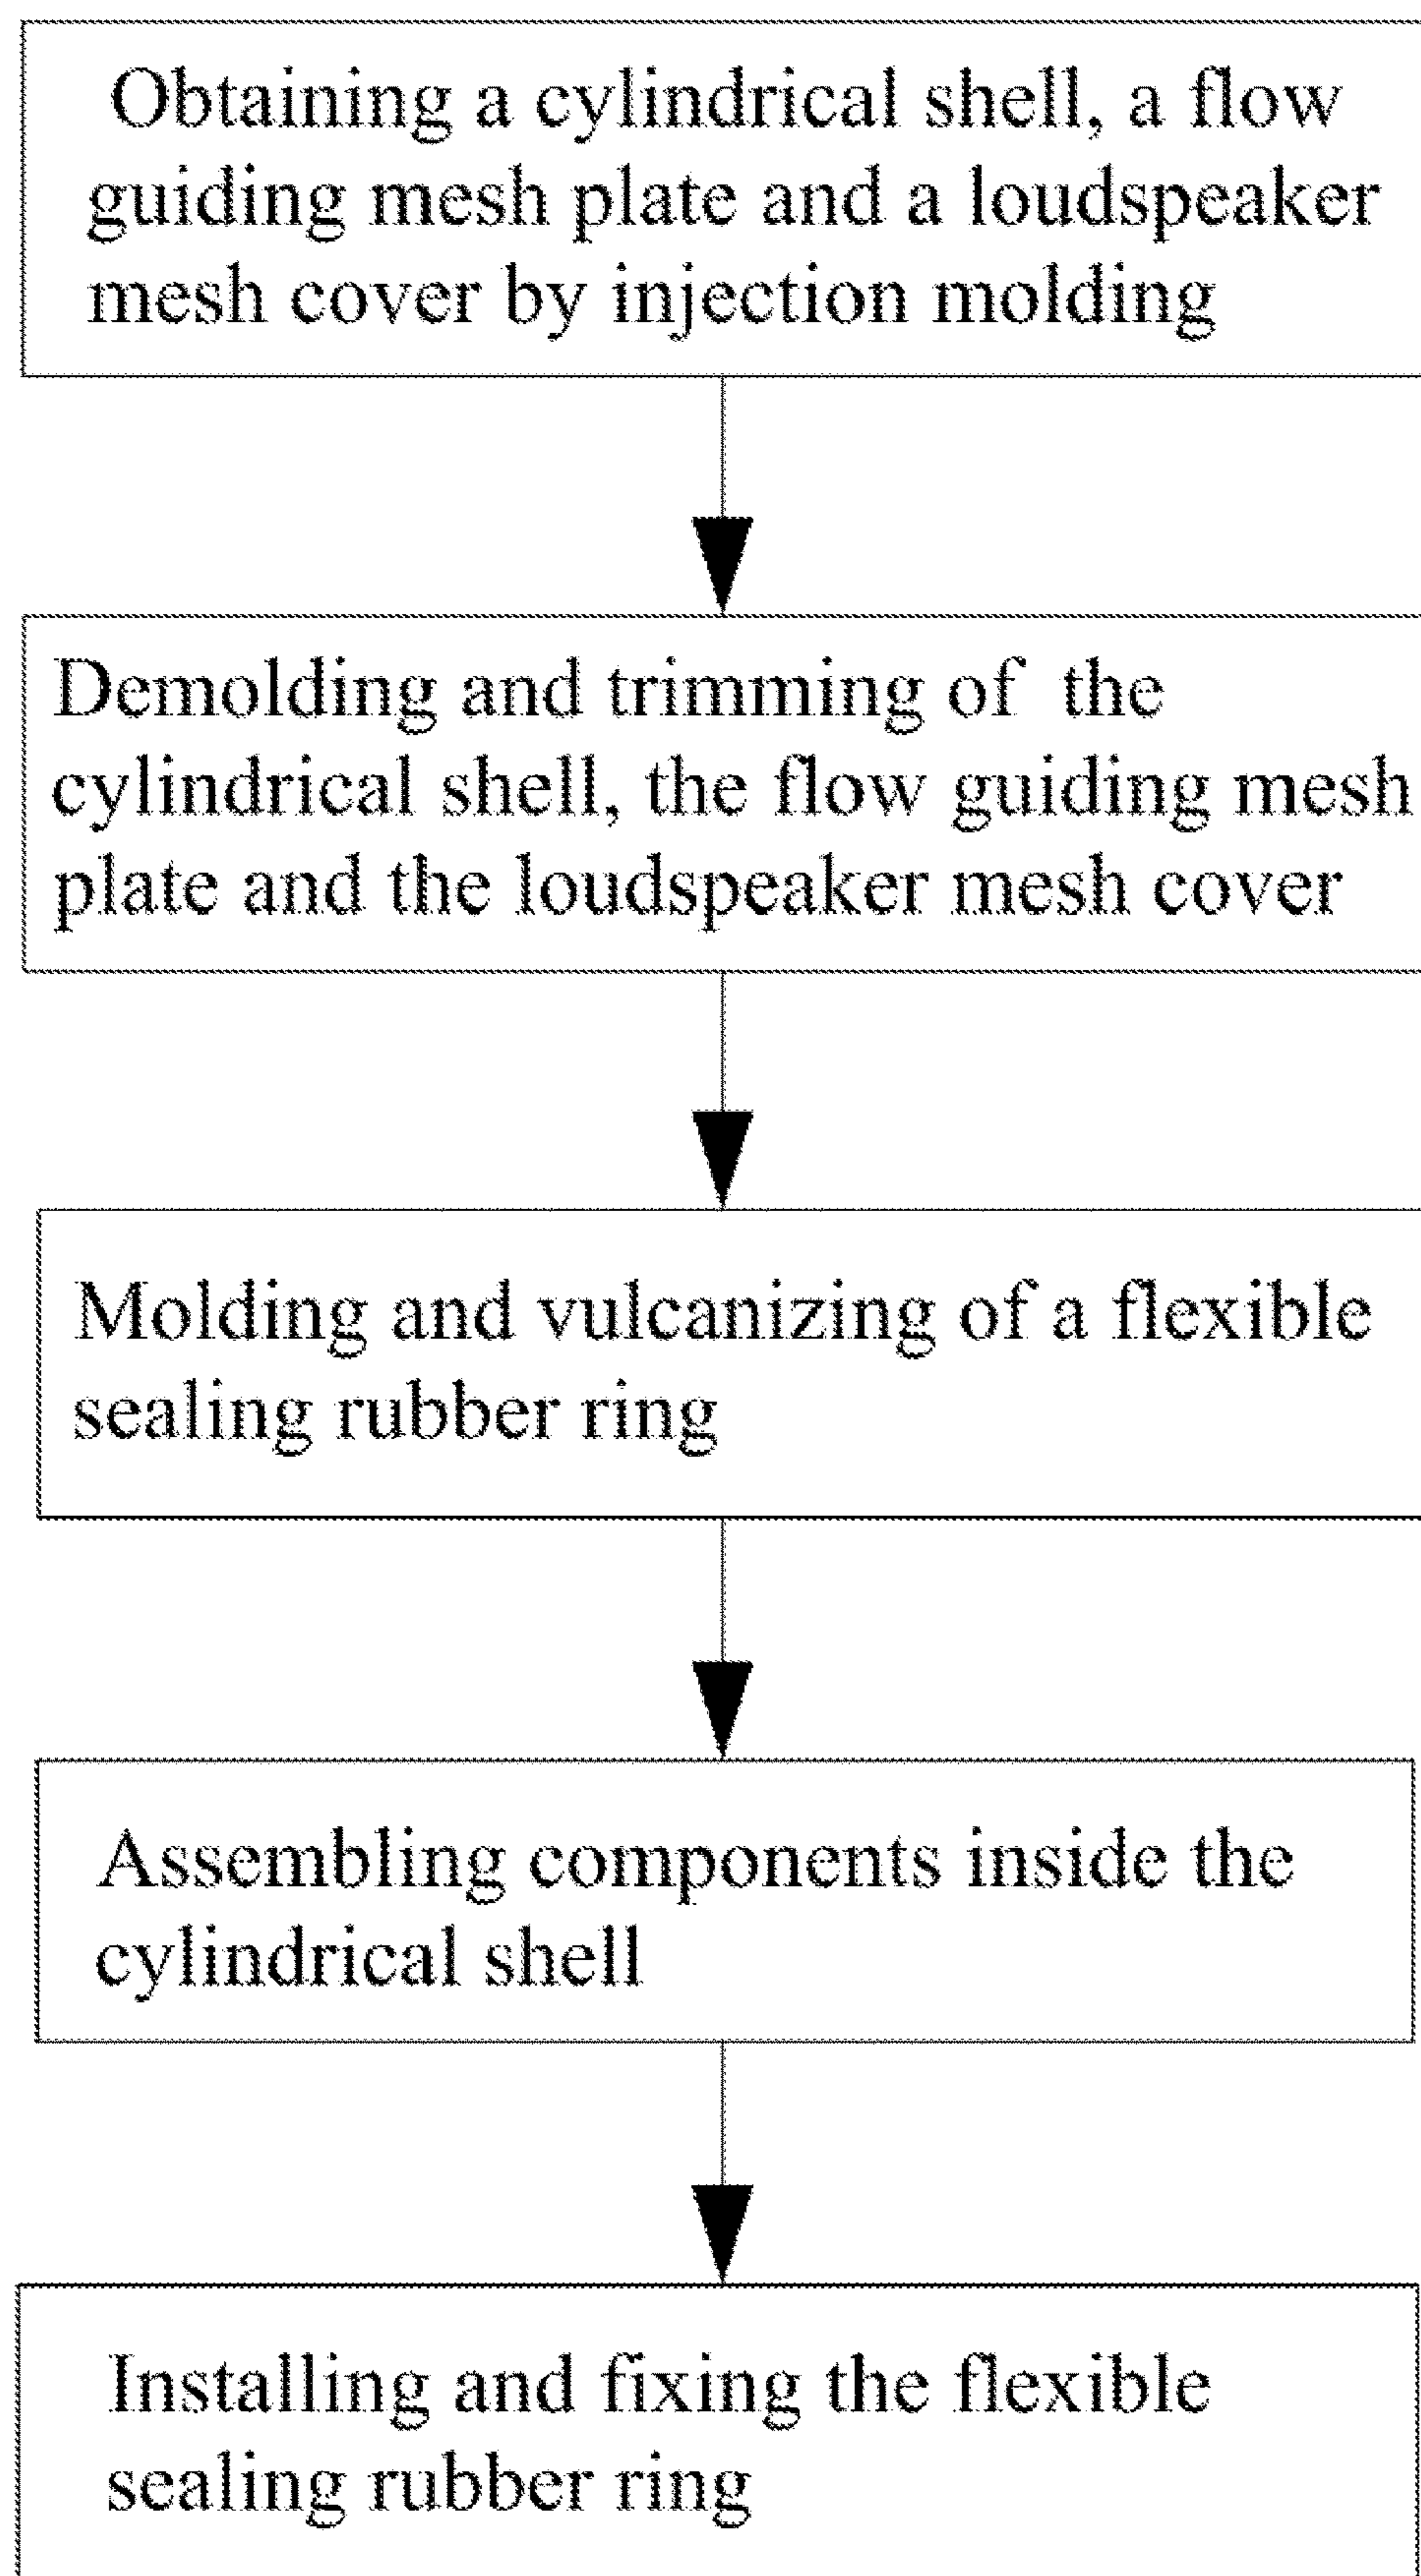 Obtaining a cylindrical shell, a flow
guiding mesh plate and a loudspeaker
mesh cover by injection molding
Demolding and trimming of the
cylindrical shell, the flow guiding mesh
plate and the loudspeaker mesh cover
Molding and vulcanizing of a flexible
sealing rubber ring
Assembling components inside the
cylindrical shell
Installing and fixing the flexible
sealing rubber ring